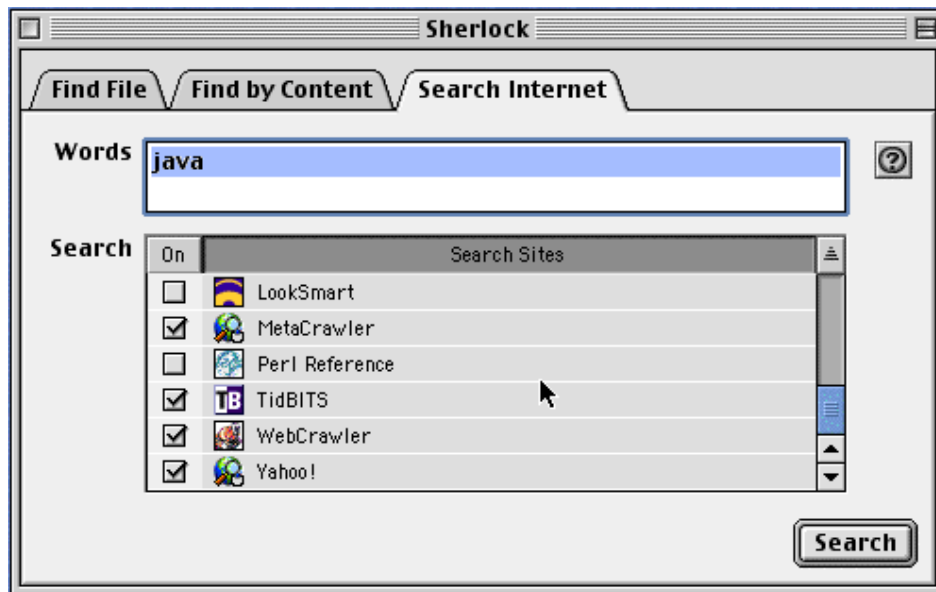 Sherlock
Find File Find by Content Search Internet
Words java
Search On Search Sites
LookSmart
MetaCrawler
Perl Reference
TB TidBITS
WebCrawler
Yahoo!
Search